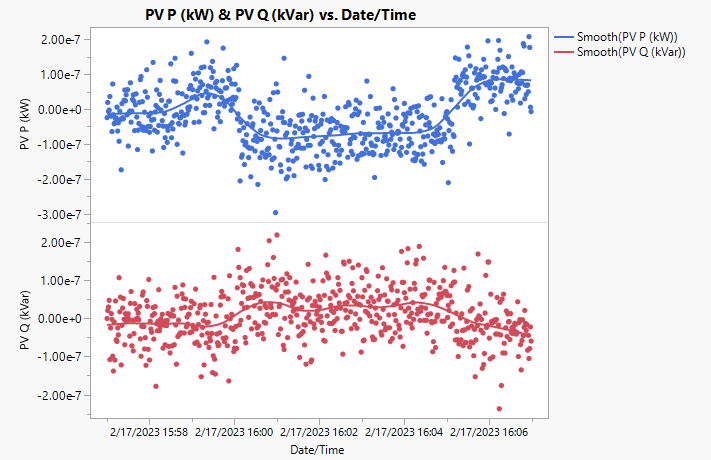 PV P (kW) & PV Q (kVar) vs. Date/Time
Smooth(PV P (kW))
Smooth(PV Q (kVar))
PV P (kW)
2.00e-7
1.00e-7
0.00e+0
-1.00e-7
-2.00e-7
-3.00e-7
PV Q (kVar)
2.00e-7
1.00e-7
0.00e+0
-1.00e-7
-2.00e-7
2/17/2023 15:58 2/17/2023 16:00 2/17/2023 16:02 2/17/2023 16:04 2/17/2023 16:06
Date/Time